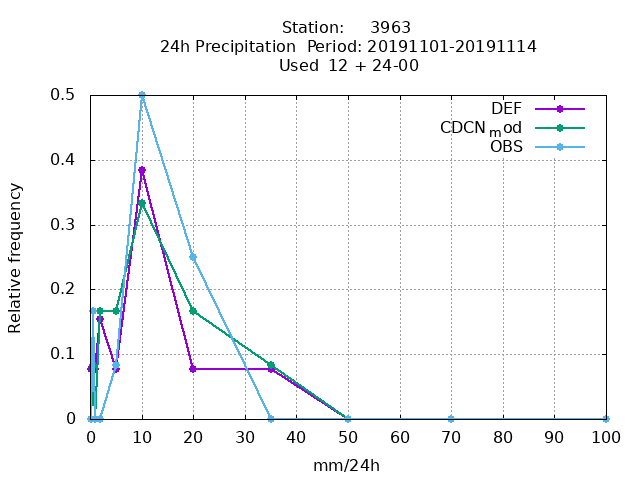 Station: 3963
24h Precipitation Period: 20191101-20191114
Used 12 + 24-00
DEF
CDCN_mod
OBS
0.5
0.4
0.3
0.2
0.1
0
Relative frequency
0 10 20 30 40 50 60 70 80 90 100
mm/24h